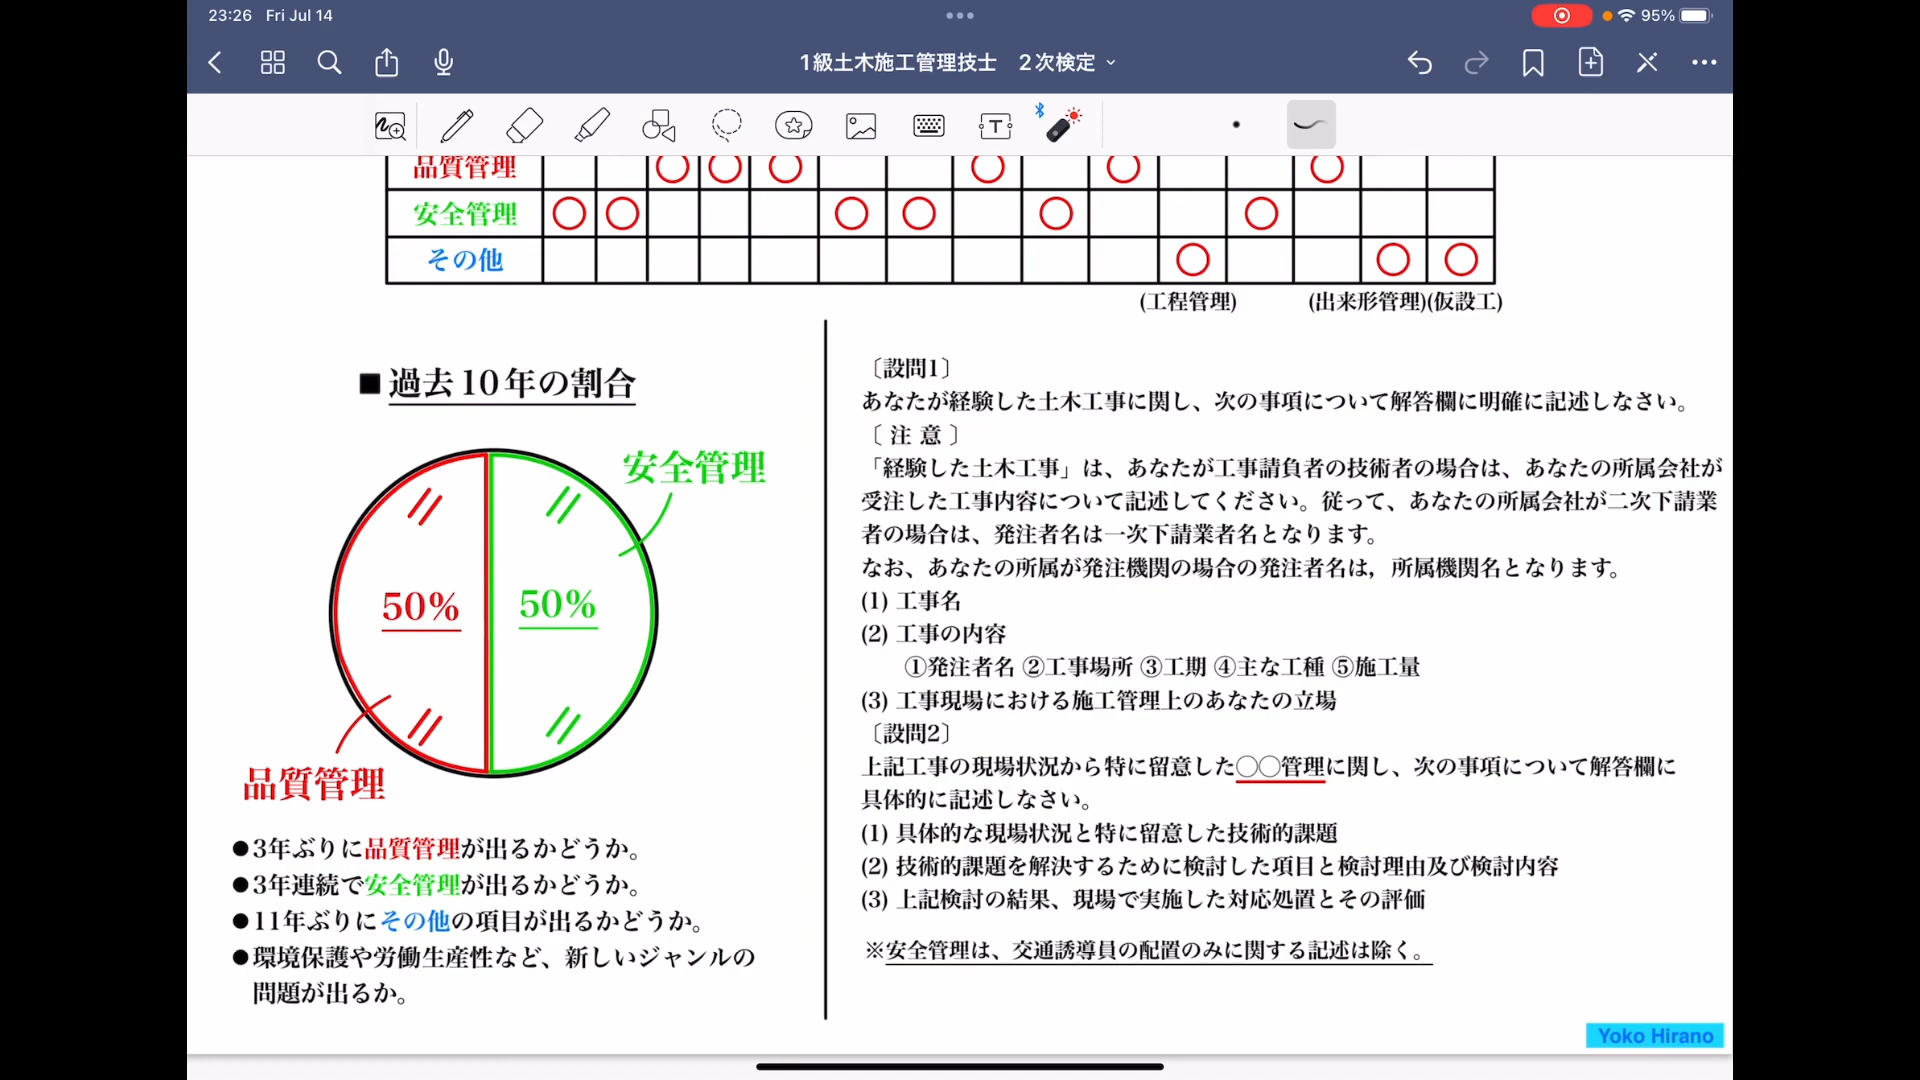 23:26 Fri Jul 14
95%
1級土木施工管理技士 2次検定
品質管理
安全管理
その他
(工程管理) (出来形管理)(仮設工)
■過去10年の割合
安全管理
50% 50%
品質管理
●3年ぶりに品質管理が出るかどうか。
●3年連続で安全管理が出るかどうか。
●11年ぶりにその他の項目が出るかどうか。
●環境保護や労働生産性など、新しいジャンルの
問題が出るか。
〔設問1〕
あなたが経験した土木工事に関し、次の事項について解答欄に明確に記述しなさい。
〔 注 意 〕
「経験した土木工事」は、あなたが工事請負者の技術者の場合は、あなたの所属会社が
受注した工事内容について記述してください。従って、あなたの所属会社が二次下請業
者の場合は、発注者名は一次下請業者名となります。
なお、あなたの所属が発注機関の場合の発注者名は，所属機関名となります。
(1) 工事名
(2) 工事の内容
①発注者名 ②工事場所 ③工期 ④主な工種 ⑤施工量
(3) 工事現場における施工管理上のあなたの立場
〔設問2〕
上記工事の現場状況から特に留意した◯◯管理に関し、次の事項について解答欄に
具体的に記述しなさい。
(1) 具体的な現場状況と特に留意した技術的課題
(2) 技術的課題を解決するために検討した項目と検討理由及び検討内容
(3) 上記検討の結果、現場で実施した対応処置とその評価
※安全管理は、交通誘導員の配置のみに関する記述は除く。
Yoko Hirano